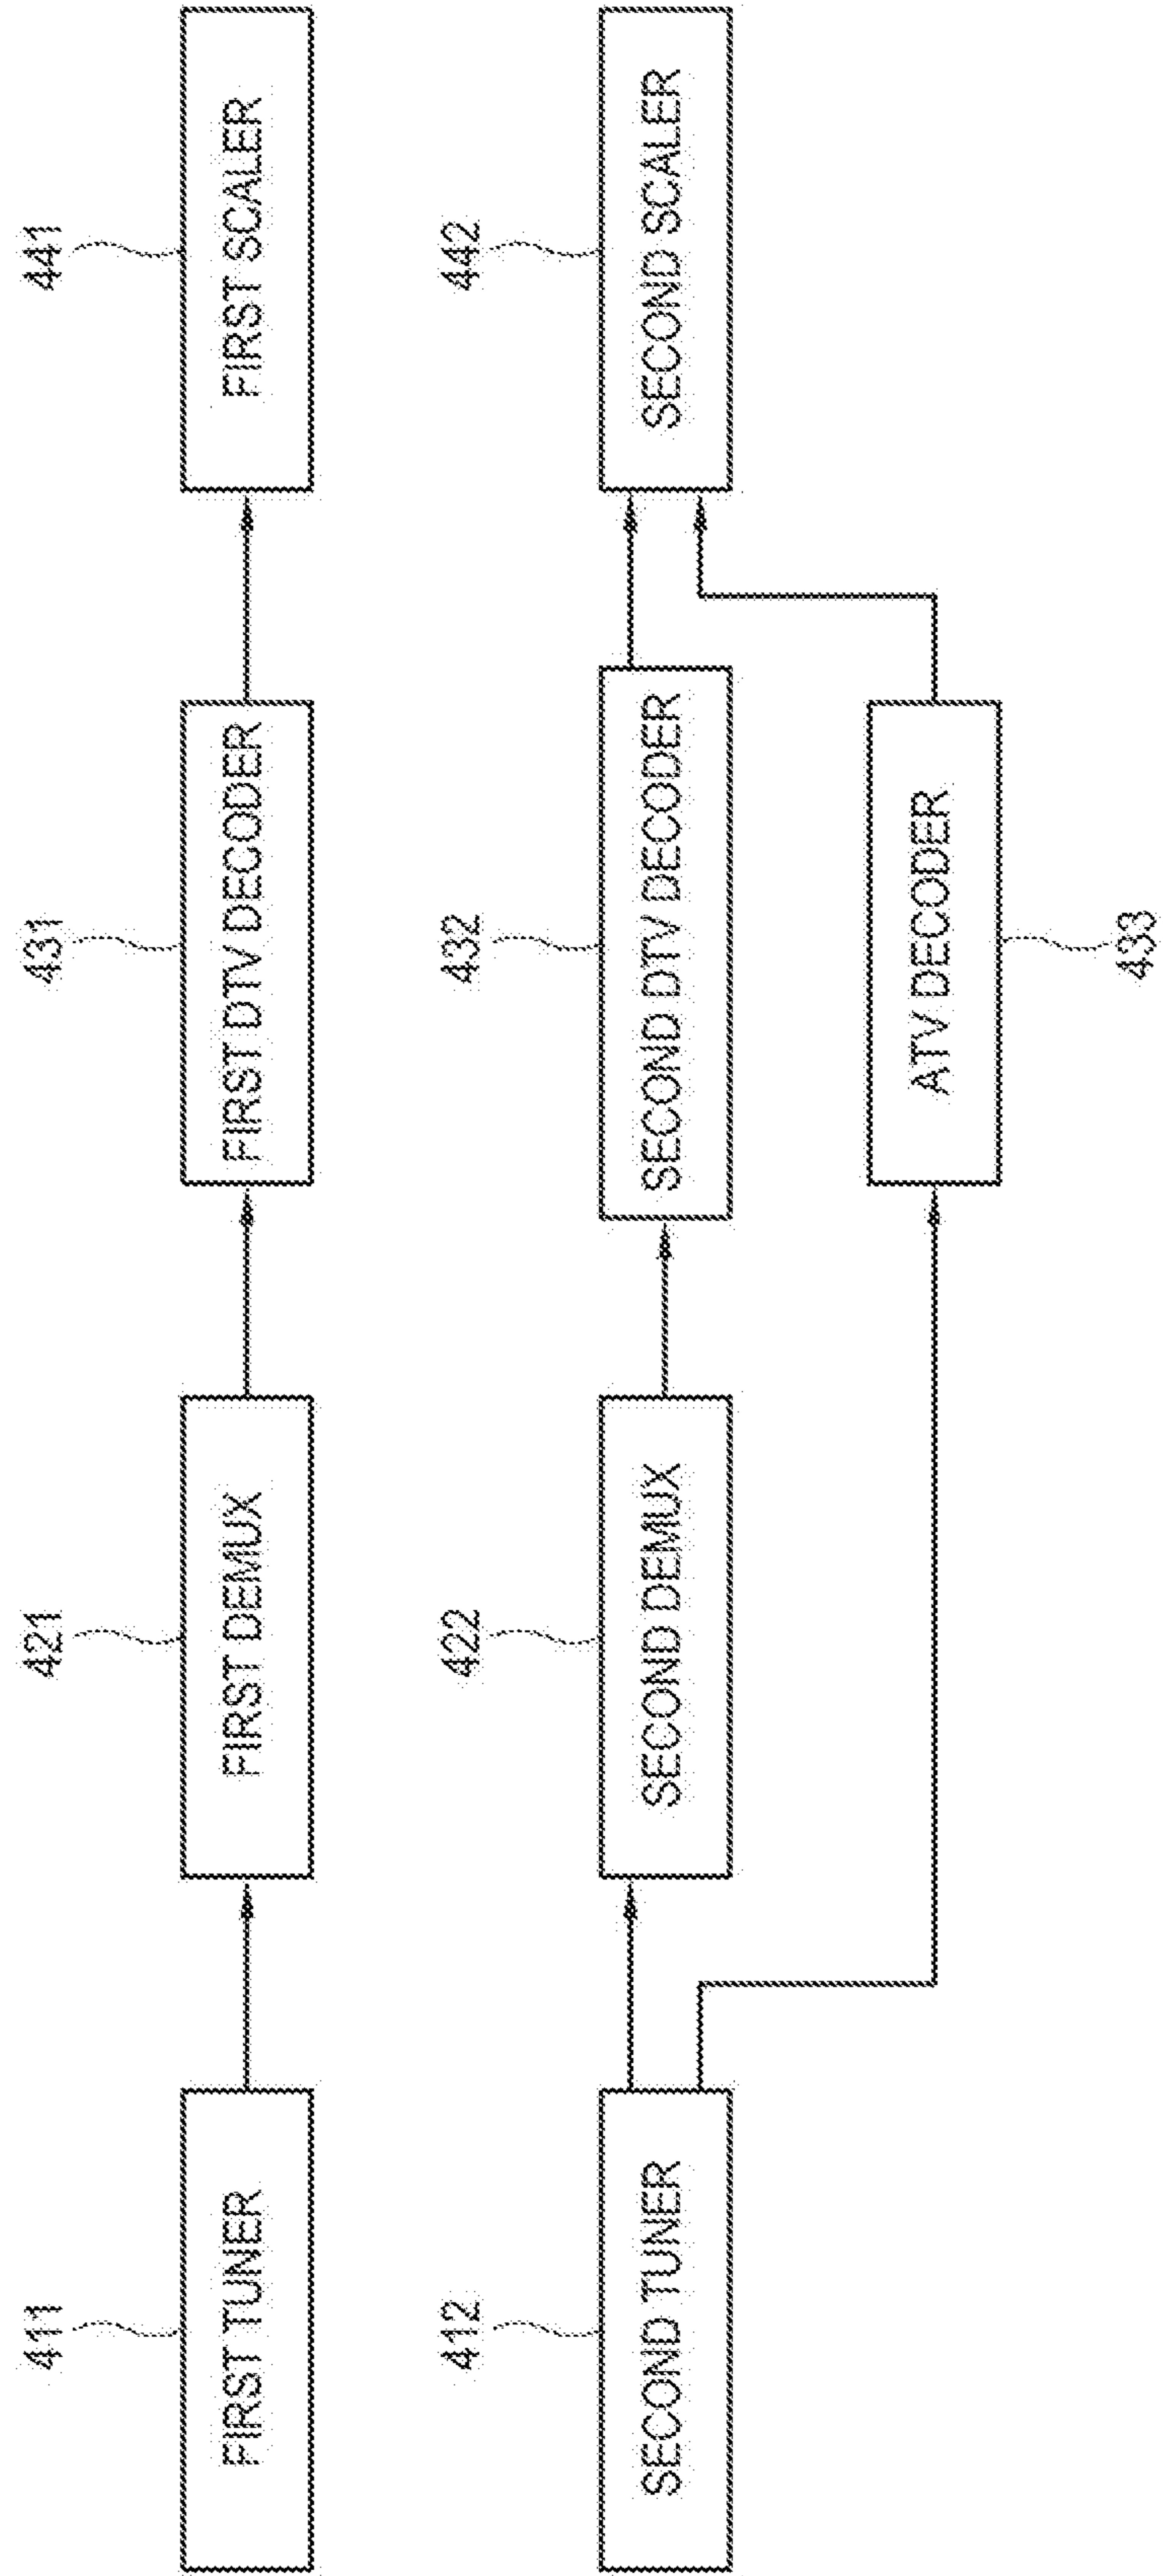 411
FIRST TUNER
421
FIRST DEMUX
431
FIRST DTV DECODER
441
FIRST SCALER
412
SECOND TUNER
422
SECOND DEMUX
432
SECOND DTV DECODER
442
SECOND SCALER
ATV DECODER
433